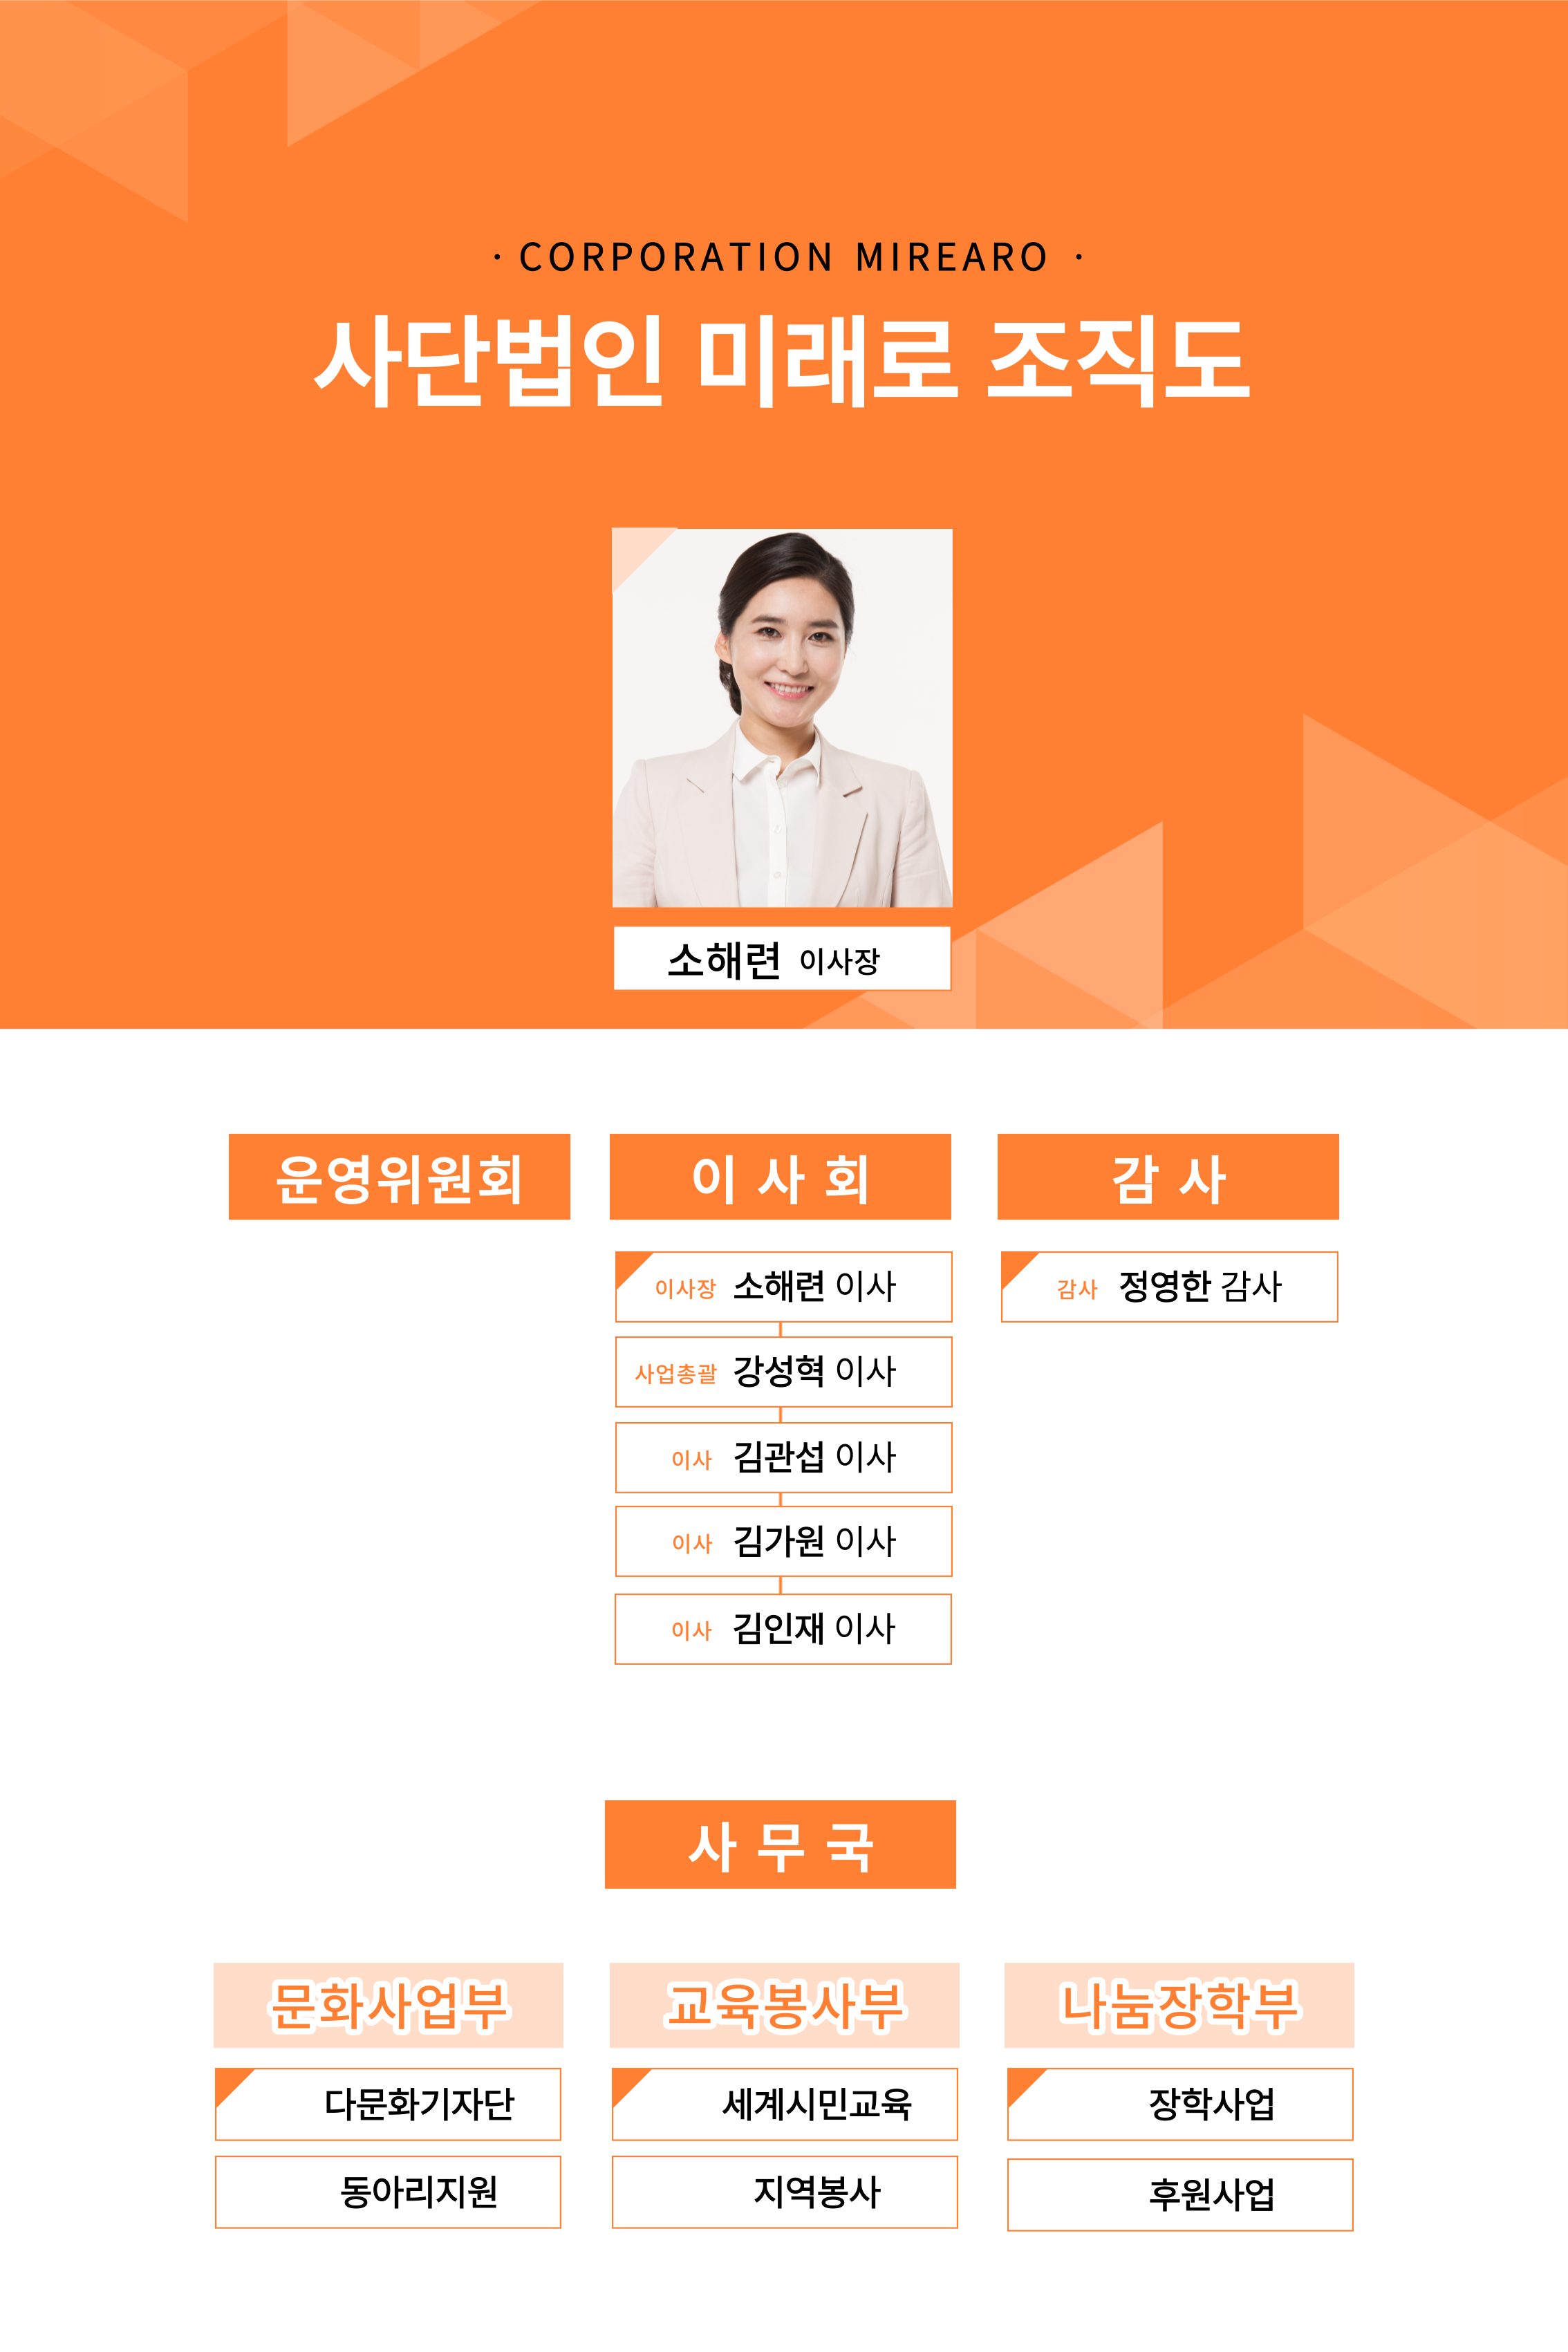 · CORPORATION MIREARO ·
사단법인 미래로 조직도
소해련 이사장
운영위원회
이 사 회
감 사
이사장 소해련 이사
감사 정영한 감사
사업총괄 강성혁 이사
이사 김관섭 이사
이사 김가원 이사
이사 김인재 이사
사 무 국
문화사업부
교육봉사부
나눔장학부
다문화기자단
세계시민교육
장학사업
동아리지원
지역봉사
후원사업